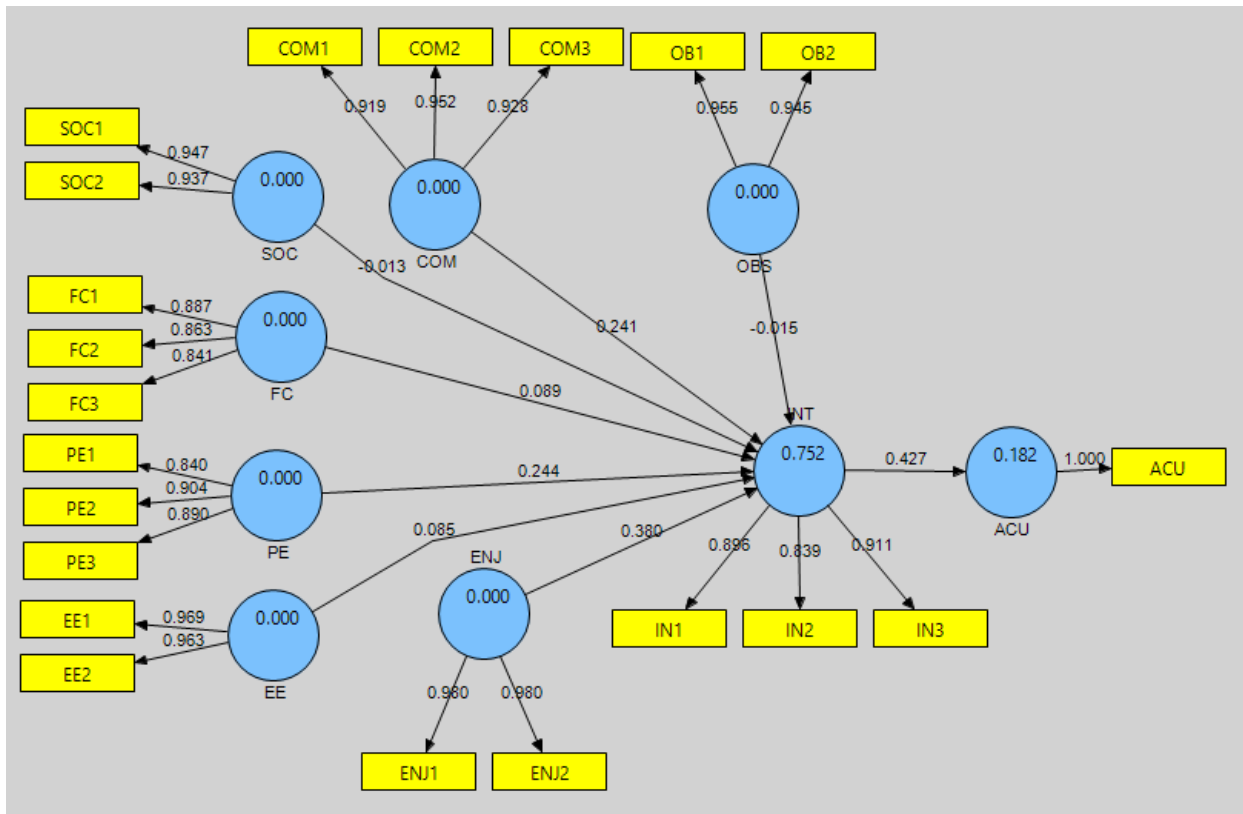 COM1
COM2
COM3
OB1
OB2
0.919
0.952
0.928
0.955
0.945
SOC1
SOC2
0.947
0.937
0.000
SOC
0.000
COM
0.000
OBS
-0.013
0.241
-0.015
FC1
FC2
FC3
0.887
0.863
0.841
0.000
FC
0.089
PE1
PE2
PE3
0.840
0.904
0.890
0.000
PE
0.244
NT
0.752
0.427
0.182
ACU
1.000
ACU
EE1
EE2
0.969
0.963
0.000
EE
0.085
ENJ
0.000
0.380
0.980
0.980
ENJ1
ENJ2
0.896
0.839
0.911
IN1
IN2
IN3